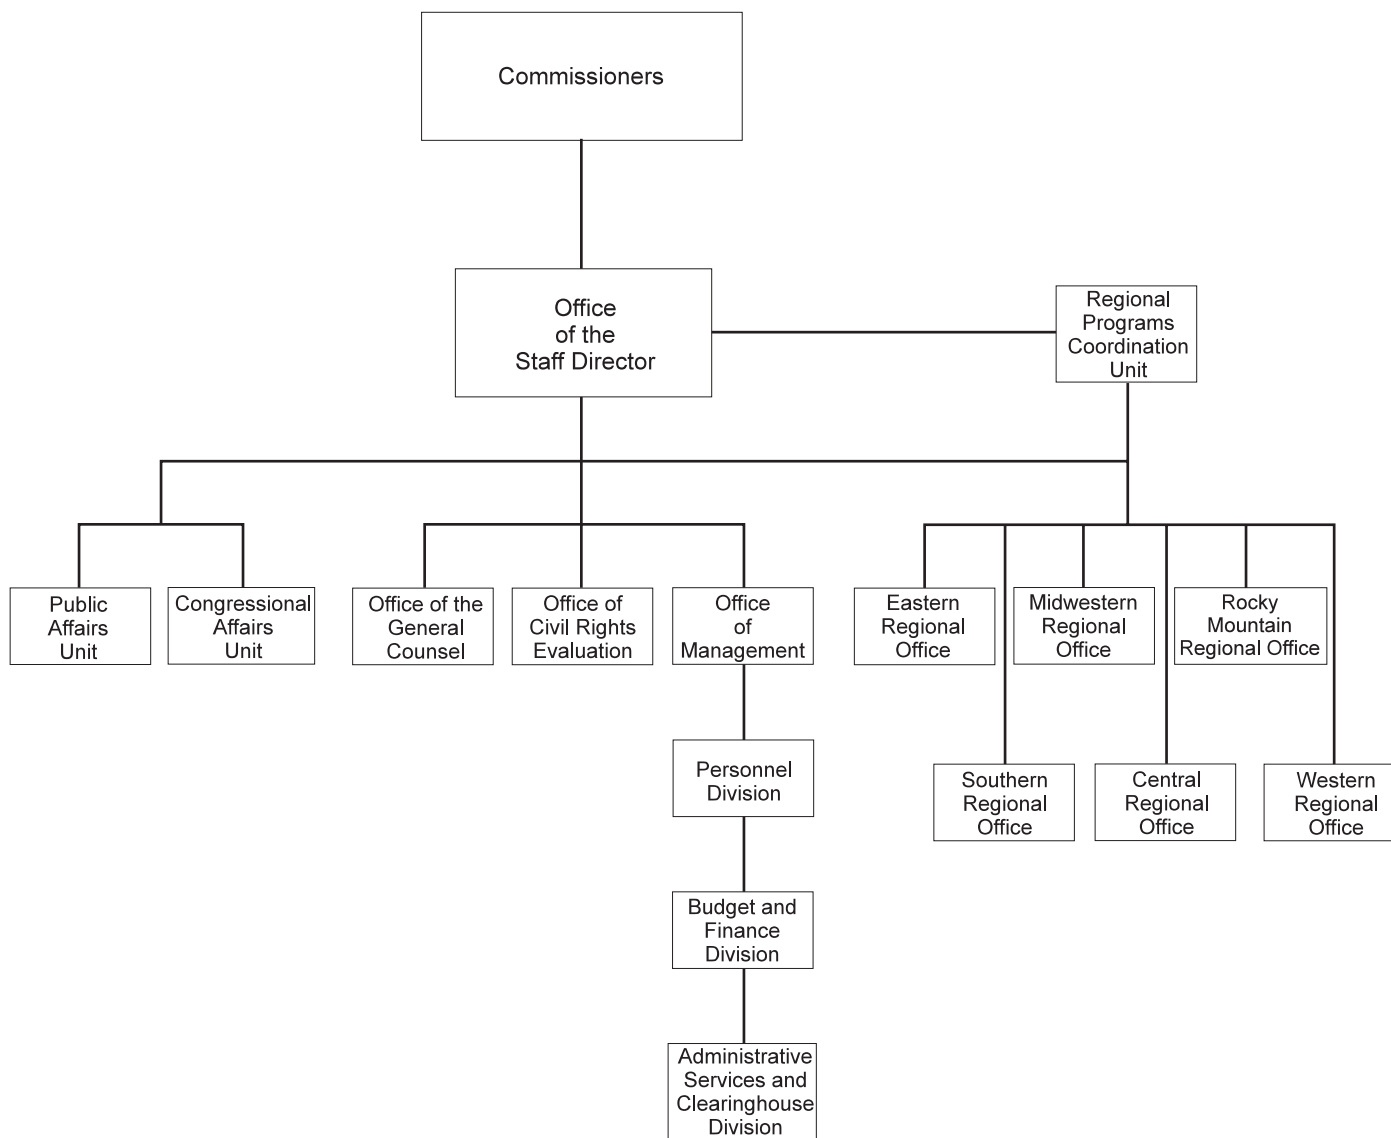 Commissioners
Office
of the
Staff Director
Regional
Programs
Coordination
Unit
Public
Affairs
Unit
Congressional
Affairs
Unit
Office of the
General
Counsel
Office of
Civil Rights
Evaluation
Office
of
Management
Eastern
Regional
Office
Midwestern
Regional
Office
Rocky
Mountain
Regional Office
Personnel
Division
Southern
Regional
Office
Central
Regional
Office
Western
Regional
Office
Budget and
Finance
Division
Administrative
Services and
Clearinghouse
Division